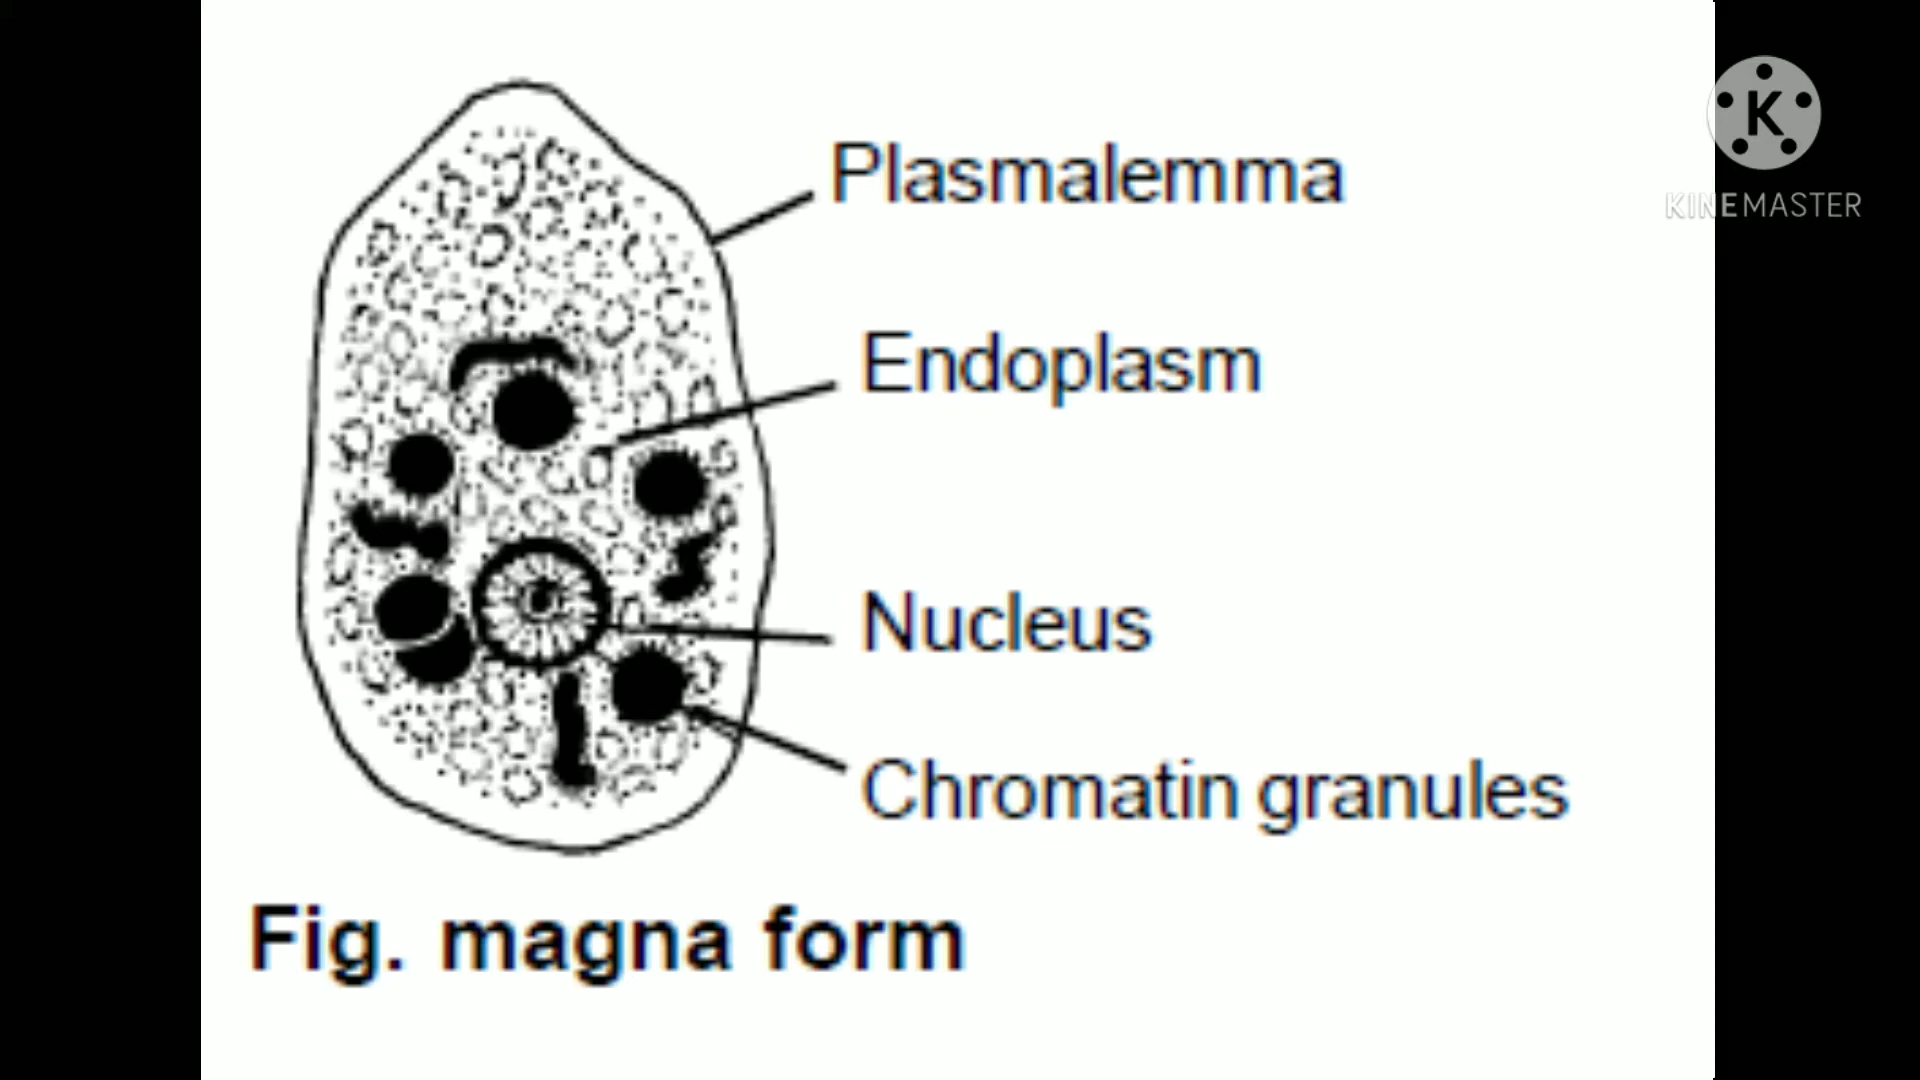 Plasmalemma
K
KINEMASTER
Endoplasm
Nucleus
Chromatin granules
Fig. magna form